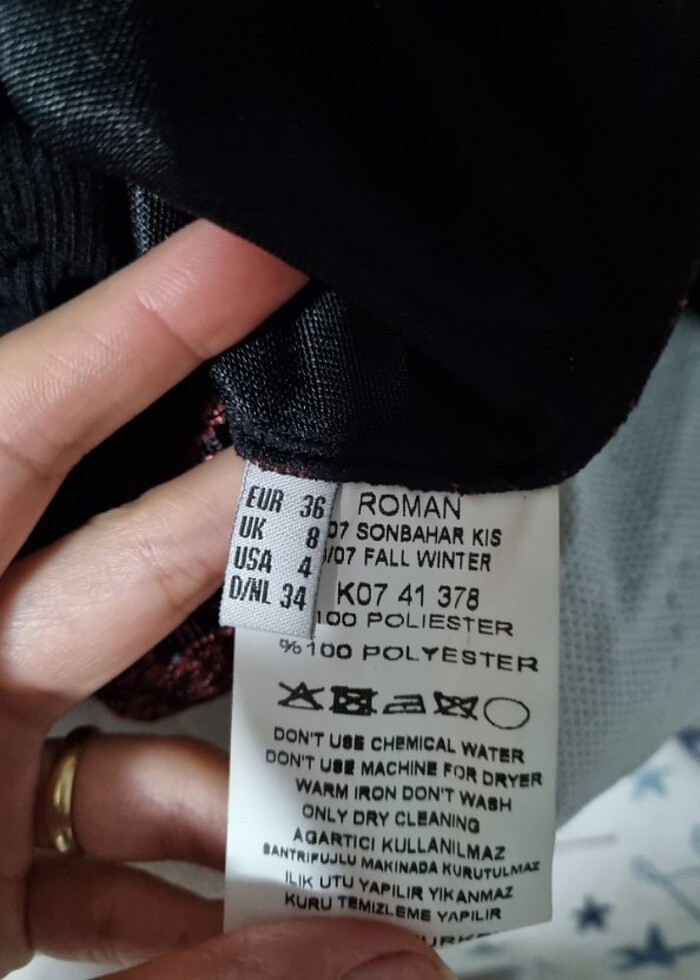 EUR 36
UK 8
USA 4
D/NL 34
ROMAN
07 SONBAHAR KIS
/07 FALL WINTER
K07 41 378
100 POLIESTER
%100 POLYESTER
DON'T USE CHEMICAL WATER
DON'T USE MACHINE FOR DRYER
WARM IRON DON'T WASH
ONLY DRY CLEANING
AGARTICI KULLANILMAZ
SANTRIFUJLU MAKINADA KURUTULMAZ
ILIK UTU YAPILIR YIKANMAZ
KURU TEMIZLEME YAPILIR